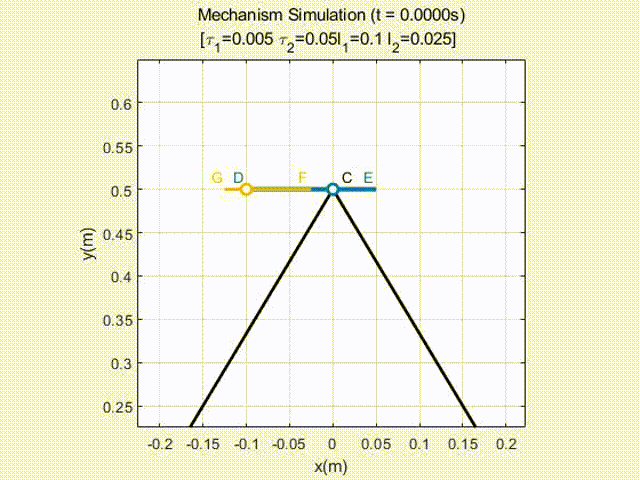 Mechanism Simulation (t = 0.0000s)
[τ₁=0.005 τ₂=0.05l₁=0.1 l₂=0.025]
0.6
0.55
G D F C E
0.5
0.45
y(m)
0.4
0.35
0.3
0.25
-0.2 -0.15 -0.1 -0.05 0 0.05 0.1 0.15 0.2
x(m)